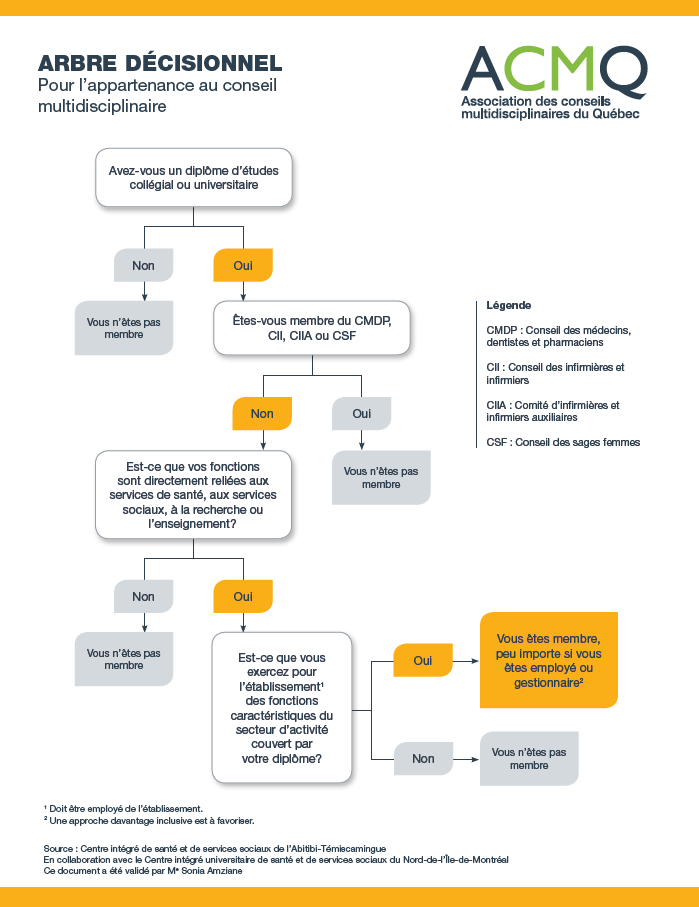 ARBRE DÉCISIONNEL
Pour l'appartenance au conseil
multidisciplinaire
ACMQ
Association des conseils
multidisciplinaires du Québec
Avez-vous un diplôme d'études
collégial ou universitaire
Non
Oui
Vous n'êtes pas
membre
Êtes-vous membre du CMDP,
CII, CIIA ou CSF
Légende
CMDP : Conseil des médecins,
dentistes et pharmaciens
CII : Conseil des infirmières et
infirmiers
CIIA : Comité d'infirmières et
infirmiers auxiliaires
CSF : Conseil des sages femmes
Non
Oui
Est-ce que vos fonctions
sont directement reliées aux
services de santé, aux services
sociaux, à la recherche ou
l'enseignement?
Vous n'êtes pas
membre
Non
Oui
Vous n'êtes pas
membre
Est-ce que vous
exercez pour
l'établissement¹
des fonctions
caractéristiques du
secteur d'activité
couvert par
votre diplôme?
Oui
Vous êtes membre,
peu importe si vous
êtes employé ou
gestionnaire²
Non
Vous n'êtes pas
membre
¹ Doit être employé de l'établissement.
² Une approche davantage inclusive est à favoriser.
Source : Centre intégré de santé et de services sociaux de l'Abitibi-Témiscamingue
En collaboration avec le Centre intégré universitaire de santé et de services sociaux du Nord-de-l'Île-de-Montréal
Ce document a été validé par Mᵉ Sonia Amziane